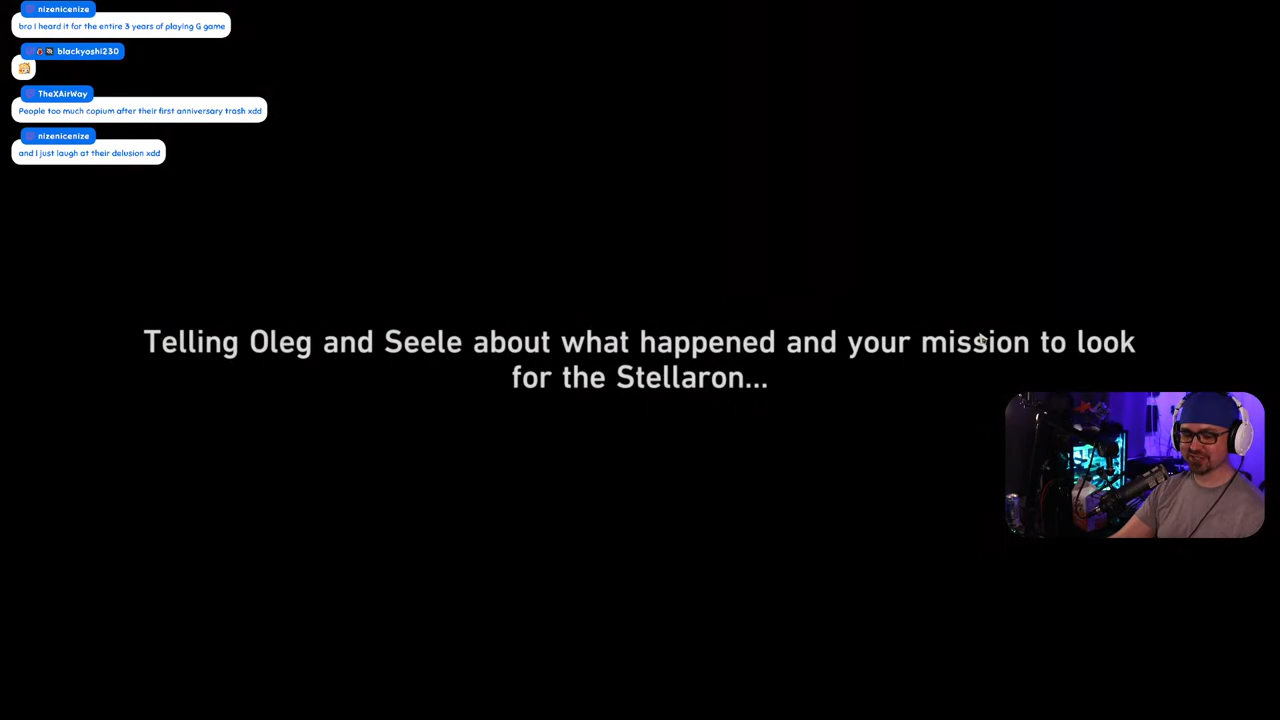 nizenicenize
bro I heard it for the entire 3 years of playing G game
blackyoshi230
TheXAirWay
People too much copium after their first anniversary trash xdd
nizenicenize
and I just laugh at their delusion xdd
Telling Oleg and Seele about what happened and your mission to look
for the Stellaron...